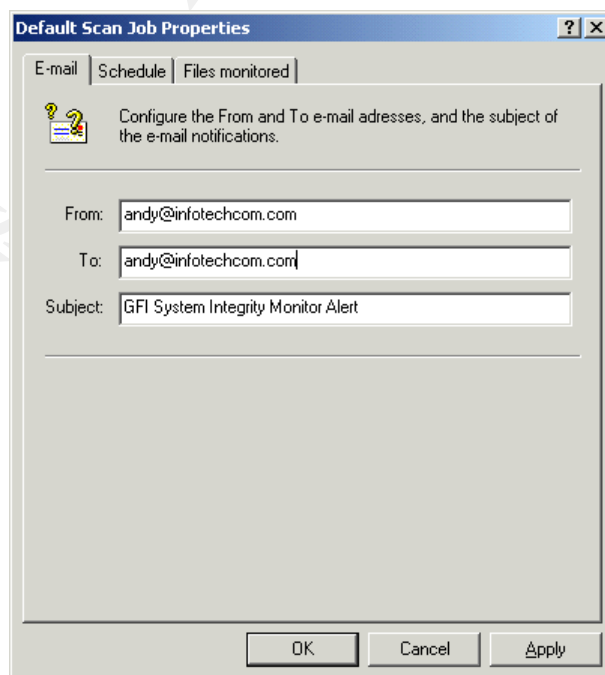 Default Scan Job Properties
E-mail
Schedule
Files monitored
Configure the From and To e-mail adresses, and the subject of
the e-mail notifications.
From:
andy@infotechcom.com
To:
andy@infotechcom.com
Subject:
GFI System Integrity Monitor Alert
OK
Cancel
Apply